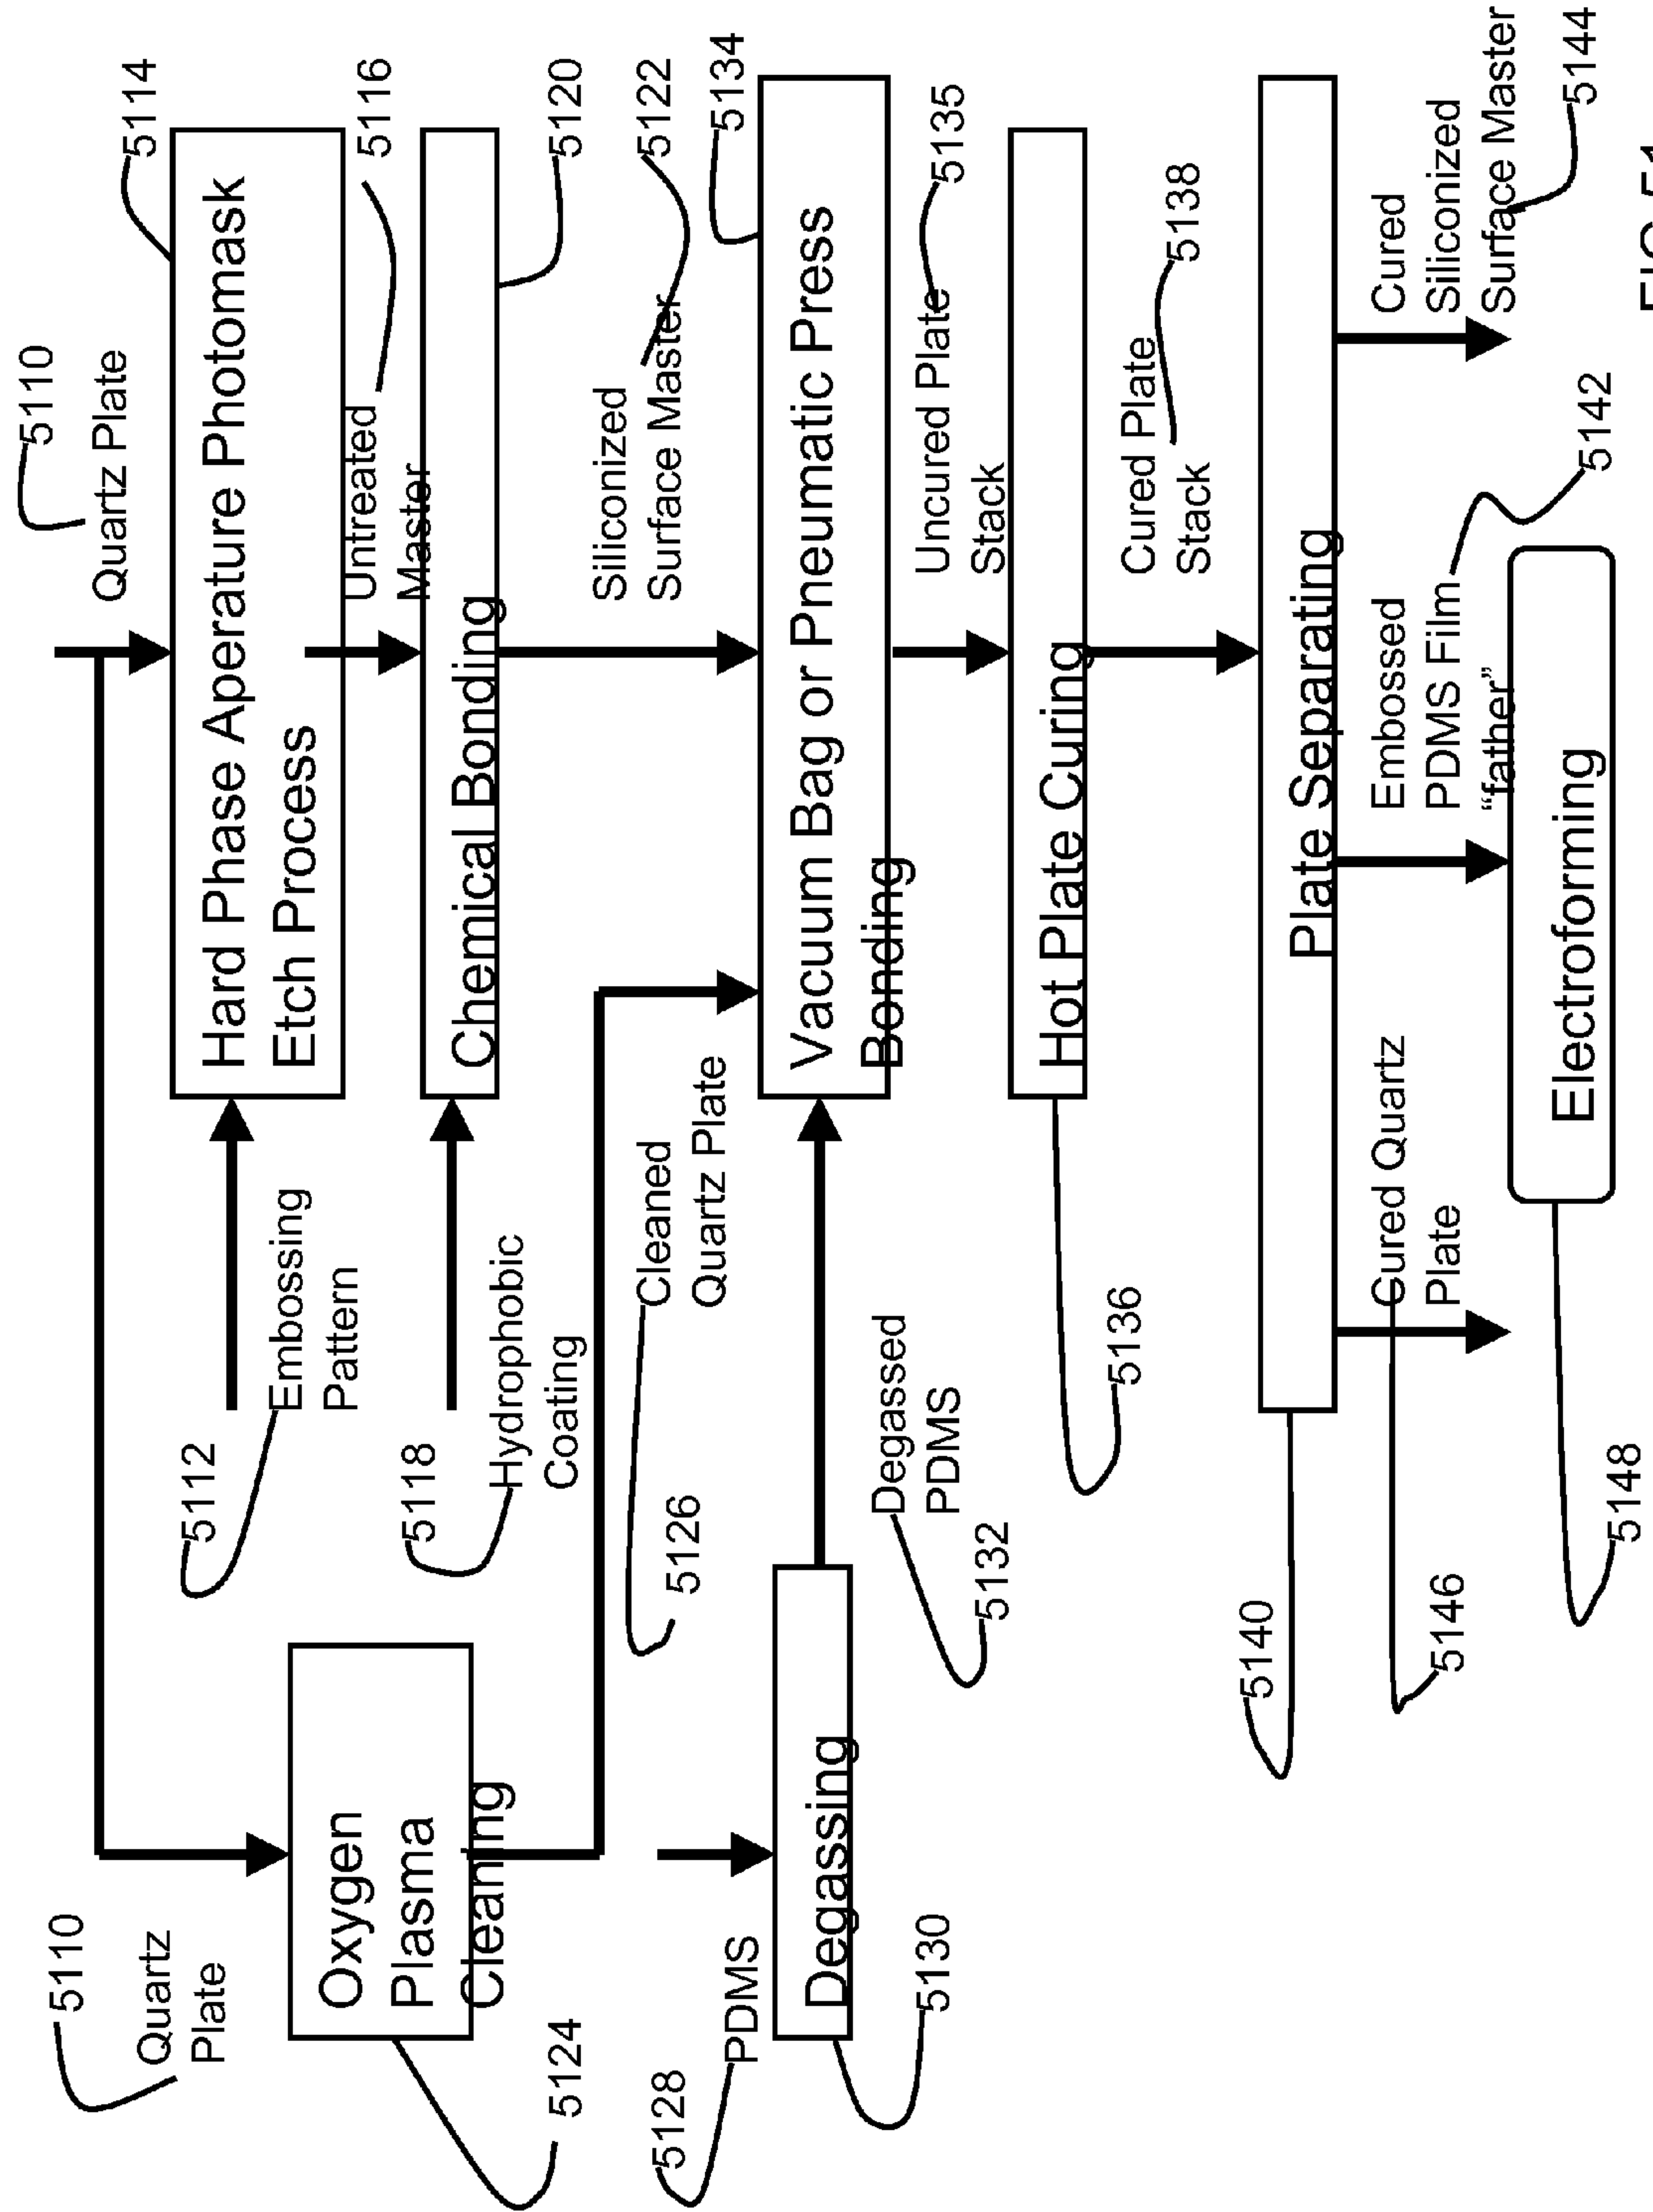 5110
Quartz Plate
5110
Quartz
Plate
5112
Embossing
Pattern
Hard Phase Aperature Photomask
Etch Process
5114
Oxygen
Plasma
Cleaning
5124
Untreated
Master
5116
5118
Hydrophobic
Coating
Chemical Bonding
5120
Cleaned
Quartz Plate
5126
Siliconized
Surface Master
5122
5128
PDMS
Degassing
5130
Degassed
PDMS
5132
Vacuum Bag or Pneumatic Press
Bonding
5134
Uncured Plate
Stack
5135
Hot Plate Curing
5136
Cured Plate
Stack
5138
Plate Separating
5140
Cured Quartz
Plate
5146
Embossed
PDMS Film
“father”
5142
Cured
Siliconized
Surface Master
5144
Electroforming
5148